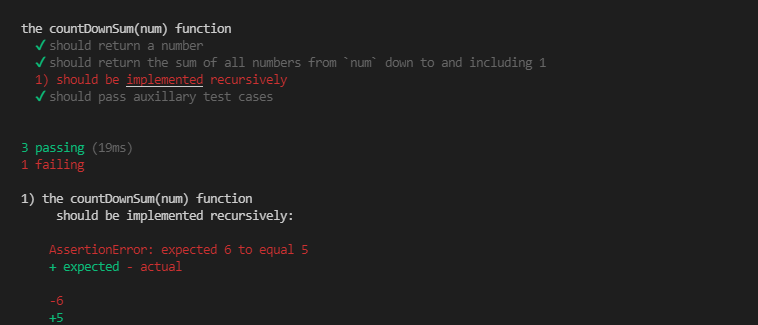 the countDownSum(num) function
✓ should return a number
✓ should return the sum of all numbers from `num` down to and including 1
1) should be implemented recursively
✓ should pass auxillary test cases
3 passing (19ms)
1 failing
1) the countDownSum(num) function
should be implemented recursively:
AssertionError: expected 6 to equal 5
+ expected - actual
-6
+5